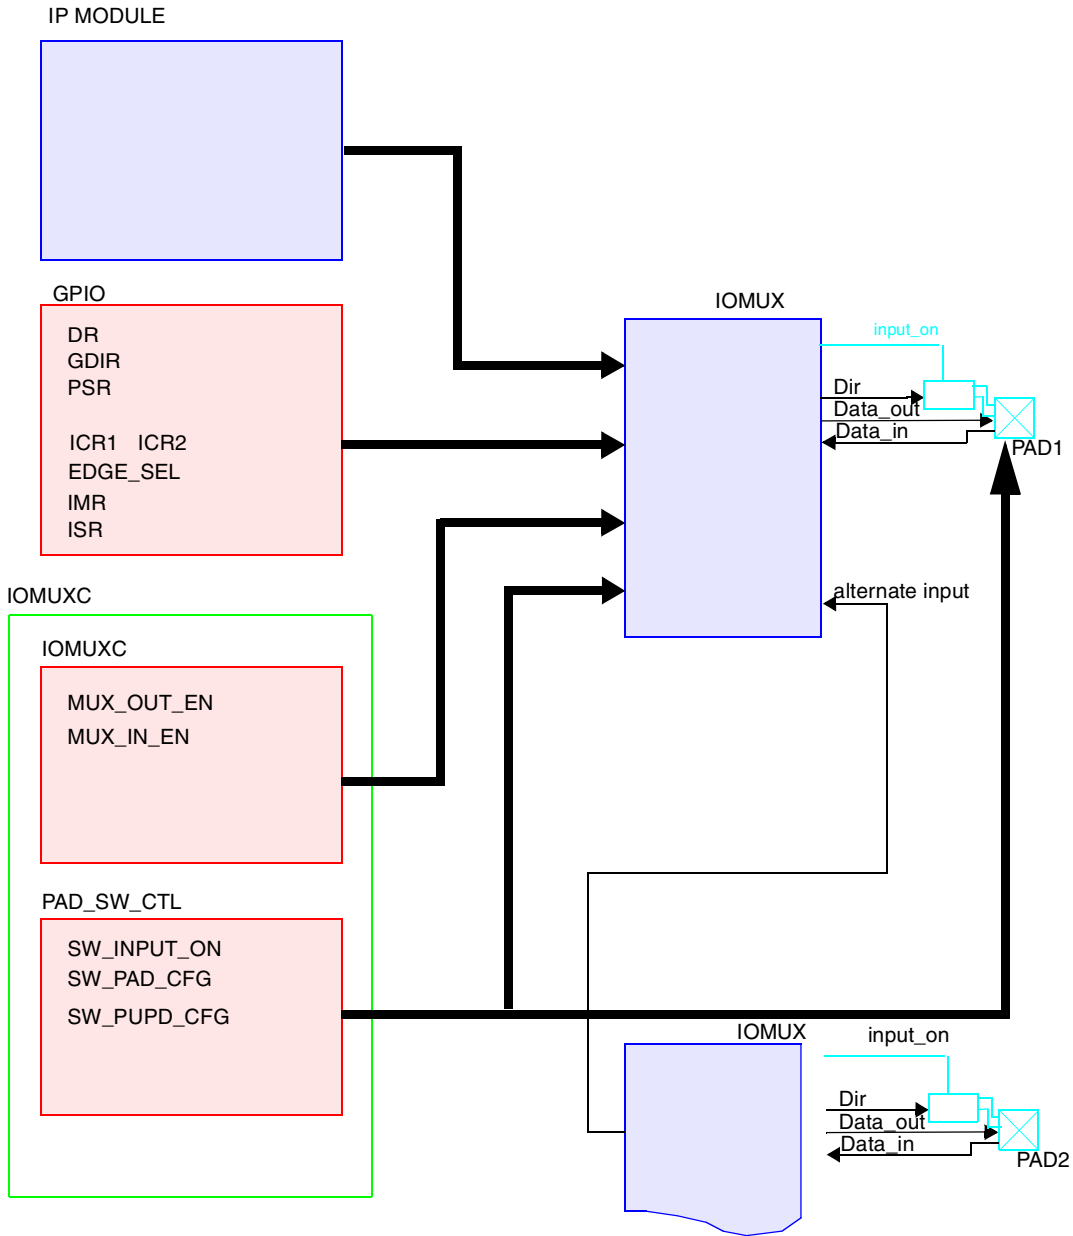 IP MODULE
GPIO
DR
GDIR
PSR
ICR1 ICR2
EDGE_SEL
IMR
ISR
IOMUX
input_on
Dir
Data_out
Data_in
PAD1
alternate input
IOMUXC
IOMUXC
MUX_OUT_EN
MUX_IN_EN
PAD_SW_CTL
SW_INPUT_ON
SW_PAD_CFG
SW_PUPD_CFG
IOMUX
input_on
Dir
Data_out
Data_in
PAD2